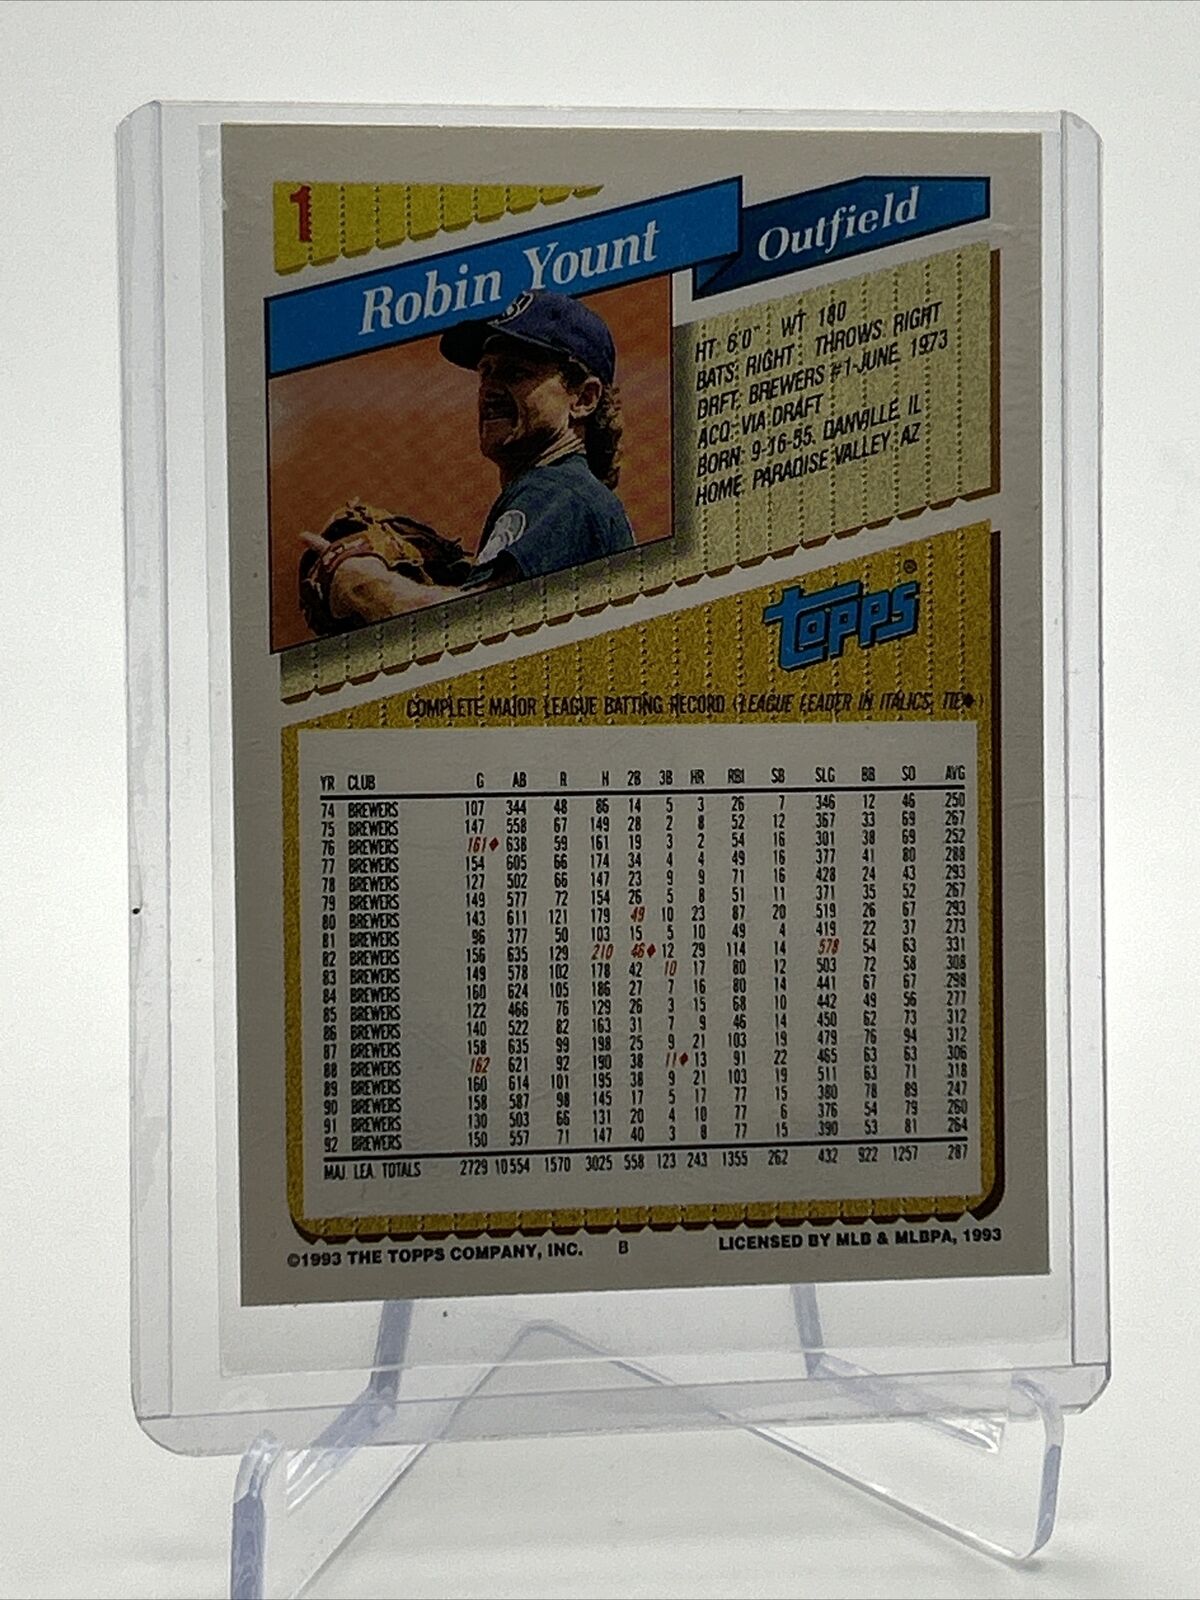 1
Robin Yount
Outfield
HT: 6'0" WT: 180
BATS: RIGHT THROWS: RIGHT
DRFT: BREWERS #1-JUNE, 1973
ACQ: VIA DRAFT
BORN: 9-16-55, DANVILLE, IL
HOME: PARADISE VALLEY, AZ
topps®
COMPLETE MAJOR LEAGUE BATTING RECORD (LEAGUE LEADER IN ITALICS, TIE♦)
YR CLUB G AB R H 2B 3B HR RBI SB SLG BB SO AVG
74 BREWERS 107 344 48 86 14 5 3 26 7 346 12 46 250
75 BREWERS 147 558 67 149 28 2 8 52 12 367 33 69 267
76 BREWERS 161♦ 638 59 161 19 3 2 54 16 301 38 69 252
77 BREWERS 154 605 66 174 34 4 4 49 16 377 41 80 288
78 BREWERS 127 502 66 147 23 9 9 71 16 428 24 43 293
79 BREWERS 149 577 72 154 26 5 8 51 11 371 35 52 267
80 BREWERS 143 611 121 179 49 10 23 87 20 519 26 67 293
81 BREWERS 96 377 50 103 15 5 10 49 4 419 22 37 273
82 BREWERS 156 635 129 210 46♦ 12 29 114 14 578 54 63 331
83 BREWERS 149 578 102 178 42 10 17 80 12 503 72 58 308
84 BREWERS 160 624 105 186 27 7 16 80 14 441 67 67 298
85 BREWERS 122 466 76 129 26 3 15 68 10 442 49 56 277
86 BREWERS 140 522 82 163 31 7 9 46 14 450 62 73 312
87 BREWERS 158 635 99 198 25 9 21 103 19 479 76 94 312
88 BREWERS 162 621 92 190 38 11♦ 13 91 22 465 63 63 306
89 BREWERS 160 614 101 195 38 9 21 103 19 511 63 71 318
90 BREWERS 158 587 98 145 17 5 17 77 15 380 78 89 247
91 BREWERS 130 503 66 131 20 4 10 77 6 376 54 79 260
92 BREWERS 150 557 71 147 40 3 8 77 15 390 53 81 264
MAJ. LEA. TOTALS 2729 10554 1570 3025 558 123 243 1355 262 432 922 1257 287
©1993 THE TOPPS COMPANY, INC. B LICENSED BY MLB & MLBPA, 1993